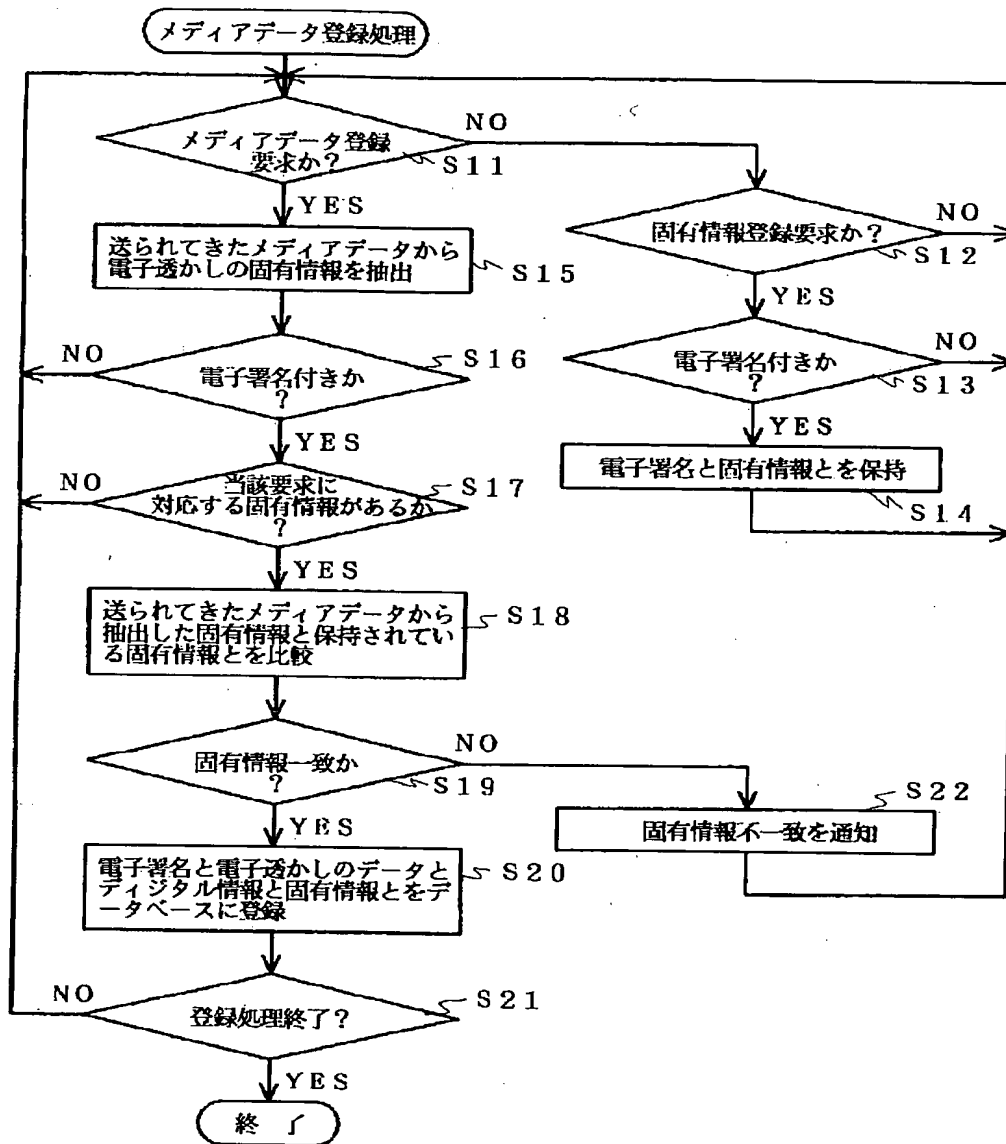 メディアデータ登録処理
メディアデータ登録
要求か?
S11
NO
YES
固有情報登録要求か?
S12
NO
YES
送られてきたメディアデータから
電子透かしの固有情報を抽出
S15
電子署名付きか
?
S13
NO
YES
NO
電子署名付きか
?
S16
YES
電子署名と固有情報とを保持
S14
NO
当該要求に
対応する固有情報があるか
?
S17
YES
送られてきたメディアデータから
抽出した固有情報と保持されてい
る固有情報とを比較
S18
固有情報一致か
?
S19
NO
YES
S22
固有情報不一致を通知
電子署名と電子透かしのデータと
ディジタル情報と固有情報とをデ
ータベースに登録
S20
NO
登録処理終了?
S21
YES
終 了